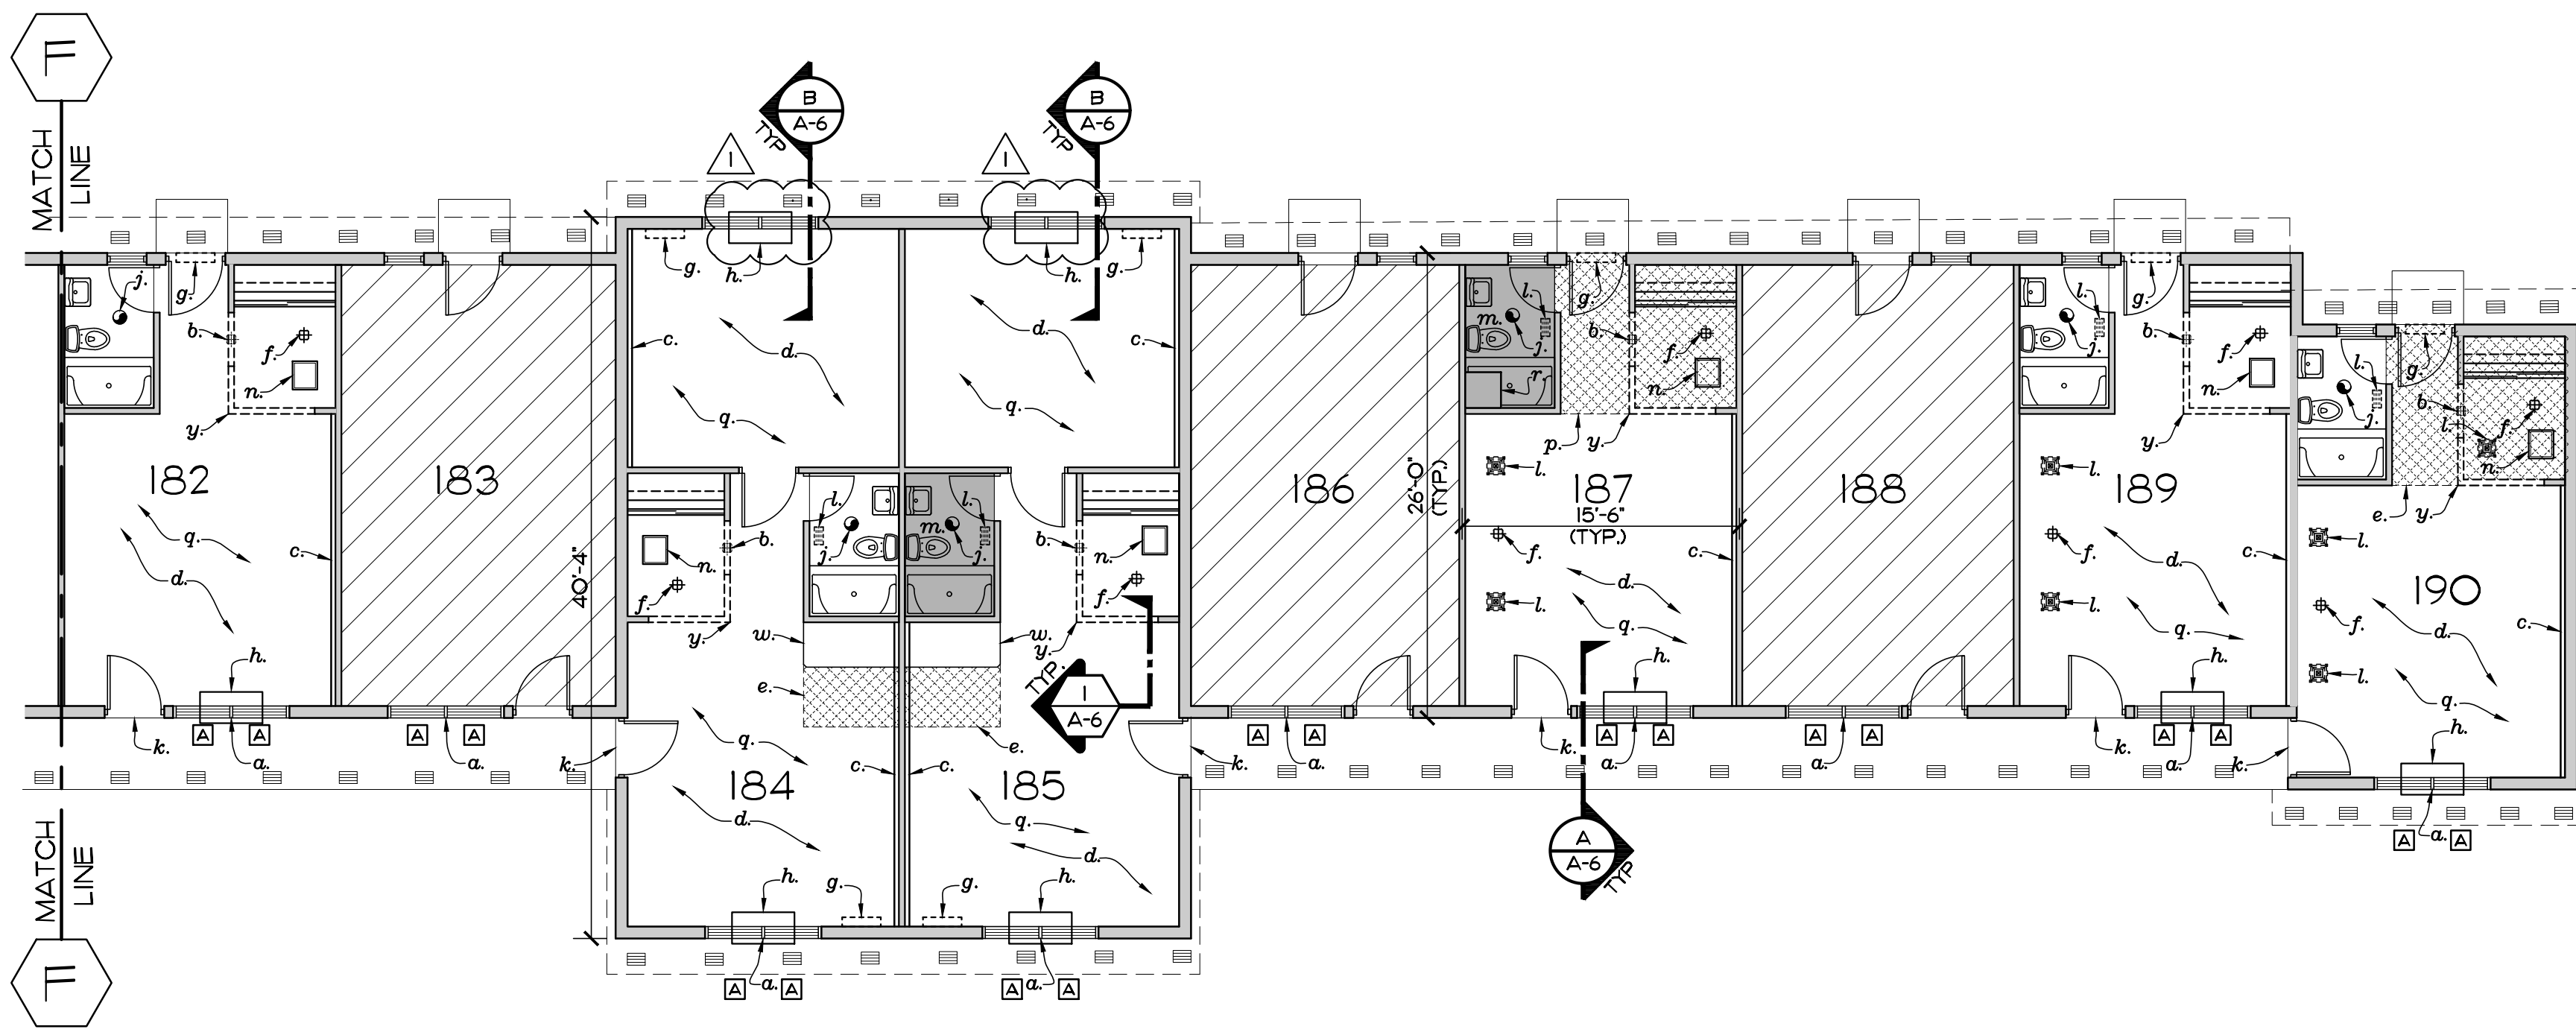 F
MATCH
LINE
B
A-6
TYP
1
B
A-6
TYP
1
j.
g.
b.
f.
n.
y.
182
q.
d.
c.
h.
k.
A
A
a.
183
A
A
a.
40'-4"
g.
h.
c.
d.
q.
l.
j.
b.
n.
f.
y.
w.
e.
q.
c.
k.
184
d.
h.
g.
A
a.
A
h.
g.
d.
c.
q.
l.
m.
j.
b.
n.
f.
w.
y.
e.
TYP.
1
A-6
c.
k.
185
q.
d.
g.
h.
A
a.
A
186
26'-0"
(TYP.)
A
A
a.
l.
g.
m.
j.
b.
f.
r.
n.
p.
y.
l.
187
15'-6"
(TYP.)
f.
c.
d.
l.
q.
h.
k.
A
A
a.
A
A-6
TYP
188
A
A
a.
l.
g.
j.
b.
f.
n.
y.
l.
189
f.
c.
d.
l.
q.
h.
k.
A
A
a.
l.
g.
j.
b.
l.
f.
n.
e.
y.
l.
190
f.
c.
d.
l.
q.
h.
k.
A
a.
A
MATCH
LINE
F